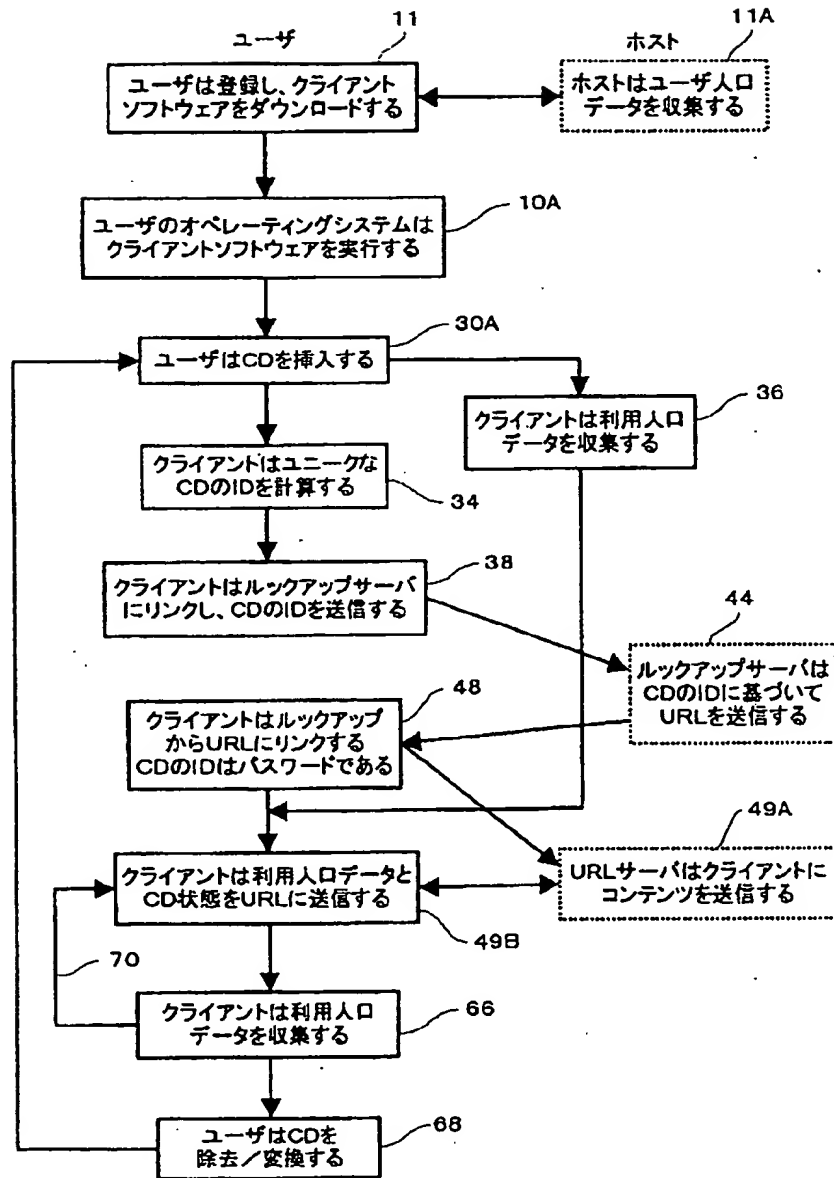 ユーザ
11
ホスト
11A
ユーザは登録し、クライアント
ソフトウェアをダウンロードする
ホストはユーザ人口
データを収集する
10A
ユーザのオペレーティングシステムは
クライアントソフトウェアを実行する
30A
ユーザはCDを挿入する
36
クライアントは利用人口
データを収集する
クライアントはユニークな
CDのIDを計算する
34
38
クライアントはルックアップサーバ
にリンクし、CDのIDを送信する
44
ルックアップサーバは
CDのIDに基づいて
URLを送信する
48
クライアントはルックアップ
からURLにリンクする
CDのIDはパスワードである
49A
URLサーバはクライアントに
コンテンツを送信する
クライアントは利用人口データと
CD状態をURLに送信する
49B
70
クライアントは利用人口
データを収集する
66
ユーザはCDを
除去／変換する
68